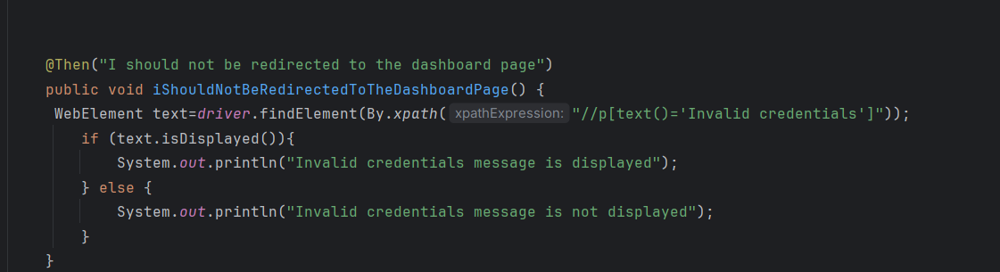 @Then("I should not be redirected to the dashboard page")
public void iShouldNotBeRedirectedToTheDashboardPage() {
 WebElement text=driver.findElement(By.xpath( xpathExpression: "//p[text()='Invalid credentials']"));
    if (text.isDisplayed()){
        System.out.println("Invalid credentials message is displayed");
    } else {
        System.out.println("Invalid credentials message is not displayed");
    }
}